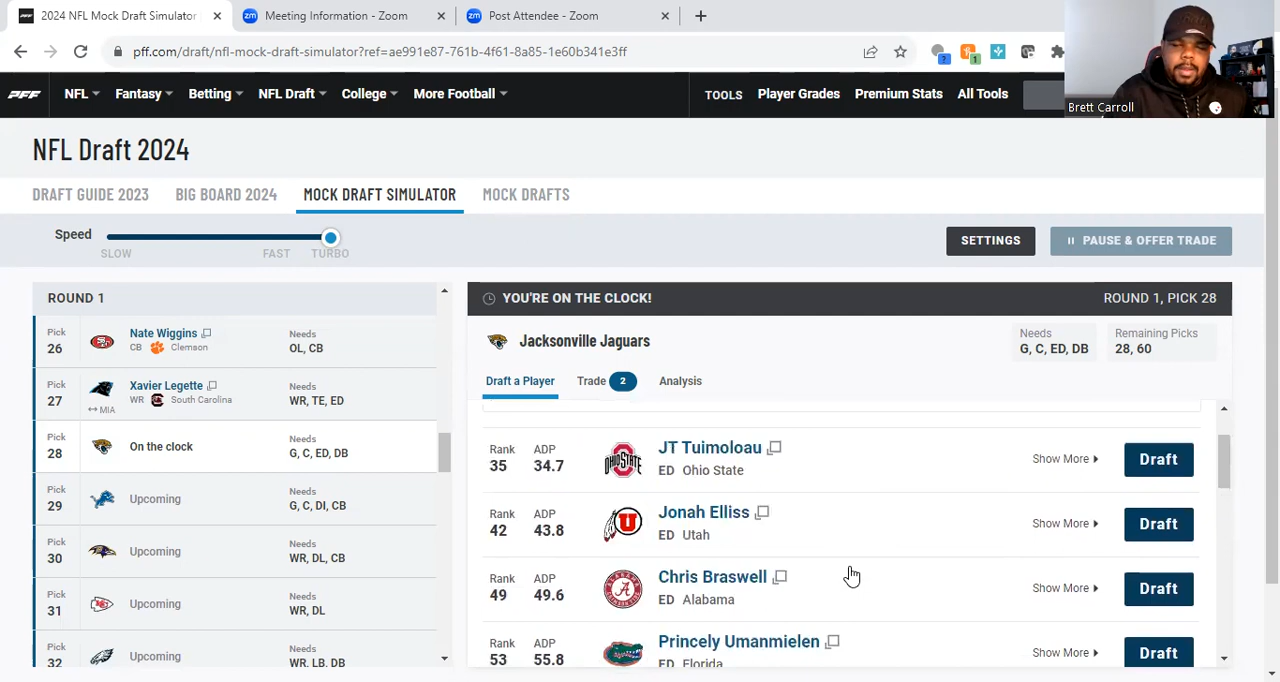 2024 NFL Mock Draft Simulator
Meeting Information - Zoom
Post Attendee - Zoom
pff.com/draft/nfl-mock-draft-simulator?ref=ae991e87-761b-4f61-8a85-1e60b341e3ff
PFF NFL Fantasy Betting NFL Draft College More Football TOOLS Player Grades Premium Stats All Tools
Brett Carroll
NFL Draft 2024
DRAFT GUIDE 2023 BIG BOARD 2024 MOCK DRAFT SIMULATOR MOCK DRAFTS
Speed
SLOW FAST TURBO
SETTINGS
PAUSE & OFFER TRADE
ROUND 1
Pick 26 Nate Wiggins CB Clemson Needs OL, CB
Pick 27 MIA Xavier Legette WR South Carolina Needs WR, TE, ED
Pick 28 On the clock Needs G, C, ED, DB
Pick 29 Upcoming Needs G, C, DI, CB
Pick 30 Upcoming Needs WR, DL, CB
Pick 31 Upcoming Needs WR, DL
Pick 32 Upcoming Needs WR, LB, DB
YOU'RE ON THE CLOCK! ROUND 1, PICK 28
Jacksonville Jaguars
Needs G, C, ED, DB
Remaining Picks 28, 60
Draft a Player Trade 2 Analysis
Rank 35 ADP 34.7 OHIO STATE JT Tuimoloau ED Ohio State Show More Draft
Rank 42 ADP 43.8 Jonah Elliss ED Utah Show More Draft
Rank 49 ADP 49.6 Chris Braswell ED Alabama Show More Draft
Rank 53 ADP 55.8 Princely Umanmielen ED Florida Show More Draft